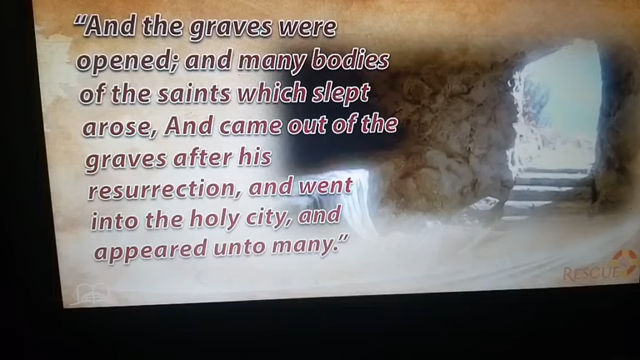 “And the graves were
opened; and many bodies
of the saints which slept
arose, And came out of the
graves after his
resurrection, and went
into the holy city, and
appeared unto many.”
RESCUE